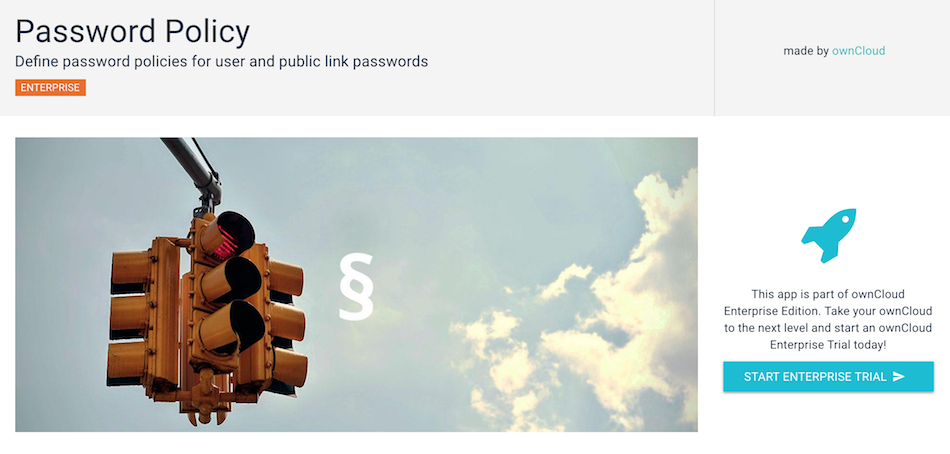 Password Policy
Define password policies for user and public link passwords
ENTERPRISE
made by ownCloud
§
This app is part of ownCloud
Enterprise Edition. Take your ownCloud
to the next level and start an ownCloud
Enterprise Trial today!
START ENTERPRISE TRIAL